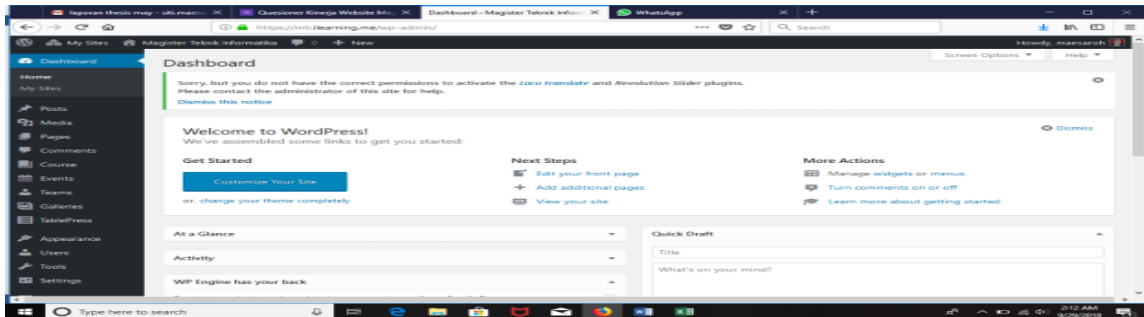 laporan thesis may - siti.maes
Quesioner Kinerja Website Ma
Dashboard ‹ Magister Teknik Infor
WhatsApp
https://mti.ilearning.me/wp-admin/
Search
My Sites
Magister Teknik Informatika
0
New
Howdy, maesaroh
Dashboard
Home
My Sites
Posts
Media
Pages
Comments
Course
Events
Teams
Galleries
TablePress
Appearance
Users
Tools
Settings
Dashboard
Screen Options
Help
Sorry, but you do not have the correct permissions to activate the Loco translate and Revolution Slider plugins.
Please contact the administrator of this site for help.
Dismiss this notice
Welcome to WordPress!
We've assembled some links to get you started:
Dismiss
Get Started
Customize Your Site
or, change your theme completely
Next Steps
Edit your front page
Add additional pages
View your site
More Actions
Manage widgets or menus
Turn comments on or off
Learn more about getting started
At a Glance
Activity
WP Engine has your back
Quick Draft
Title
What's on your mind?
Type here to search
2:12 AM
9/29/2018